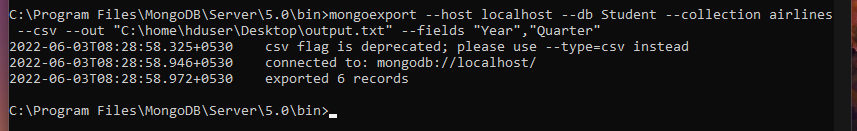 C:\Program Files\MongoDB\Server\5.0\bin>mongoexport --host localhost --db Student --collection airlines
--csv --out "C:\home\hduser\Desktop\output.txt" --fields "Year","Quarter"
2022-06-03T08:28:58.325+0530    csv flag is deprecated; please use --type=csv instead
2022-06-03T08:28:58.946+0530    connected to: mongodb://localhost/
2022-06-03T08:28:58.972+0530    exported 6 records
C:\Program Files\MongoDB\Server\5.0\bin>